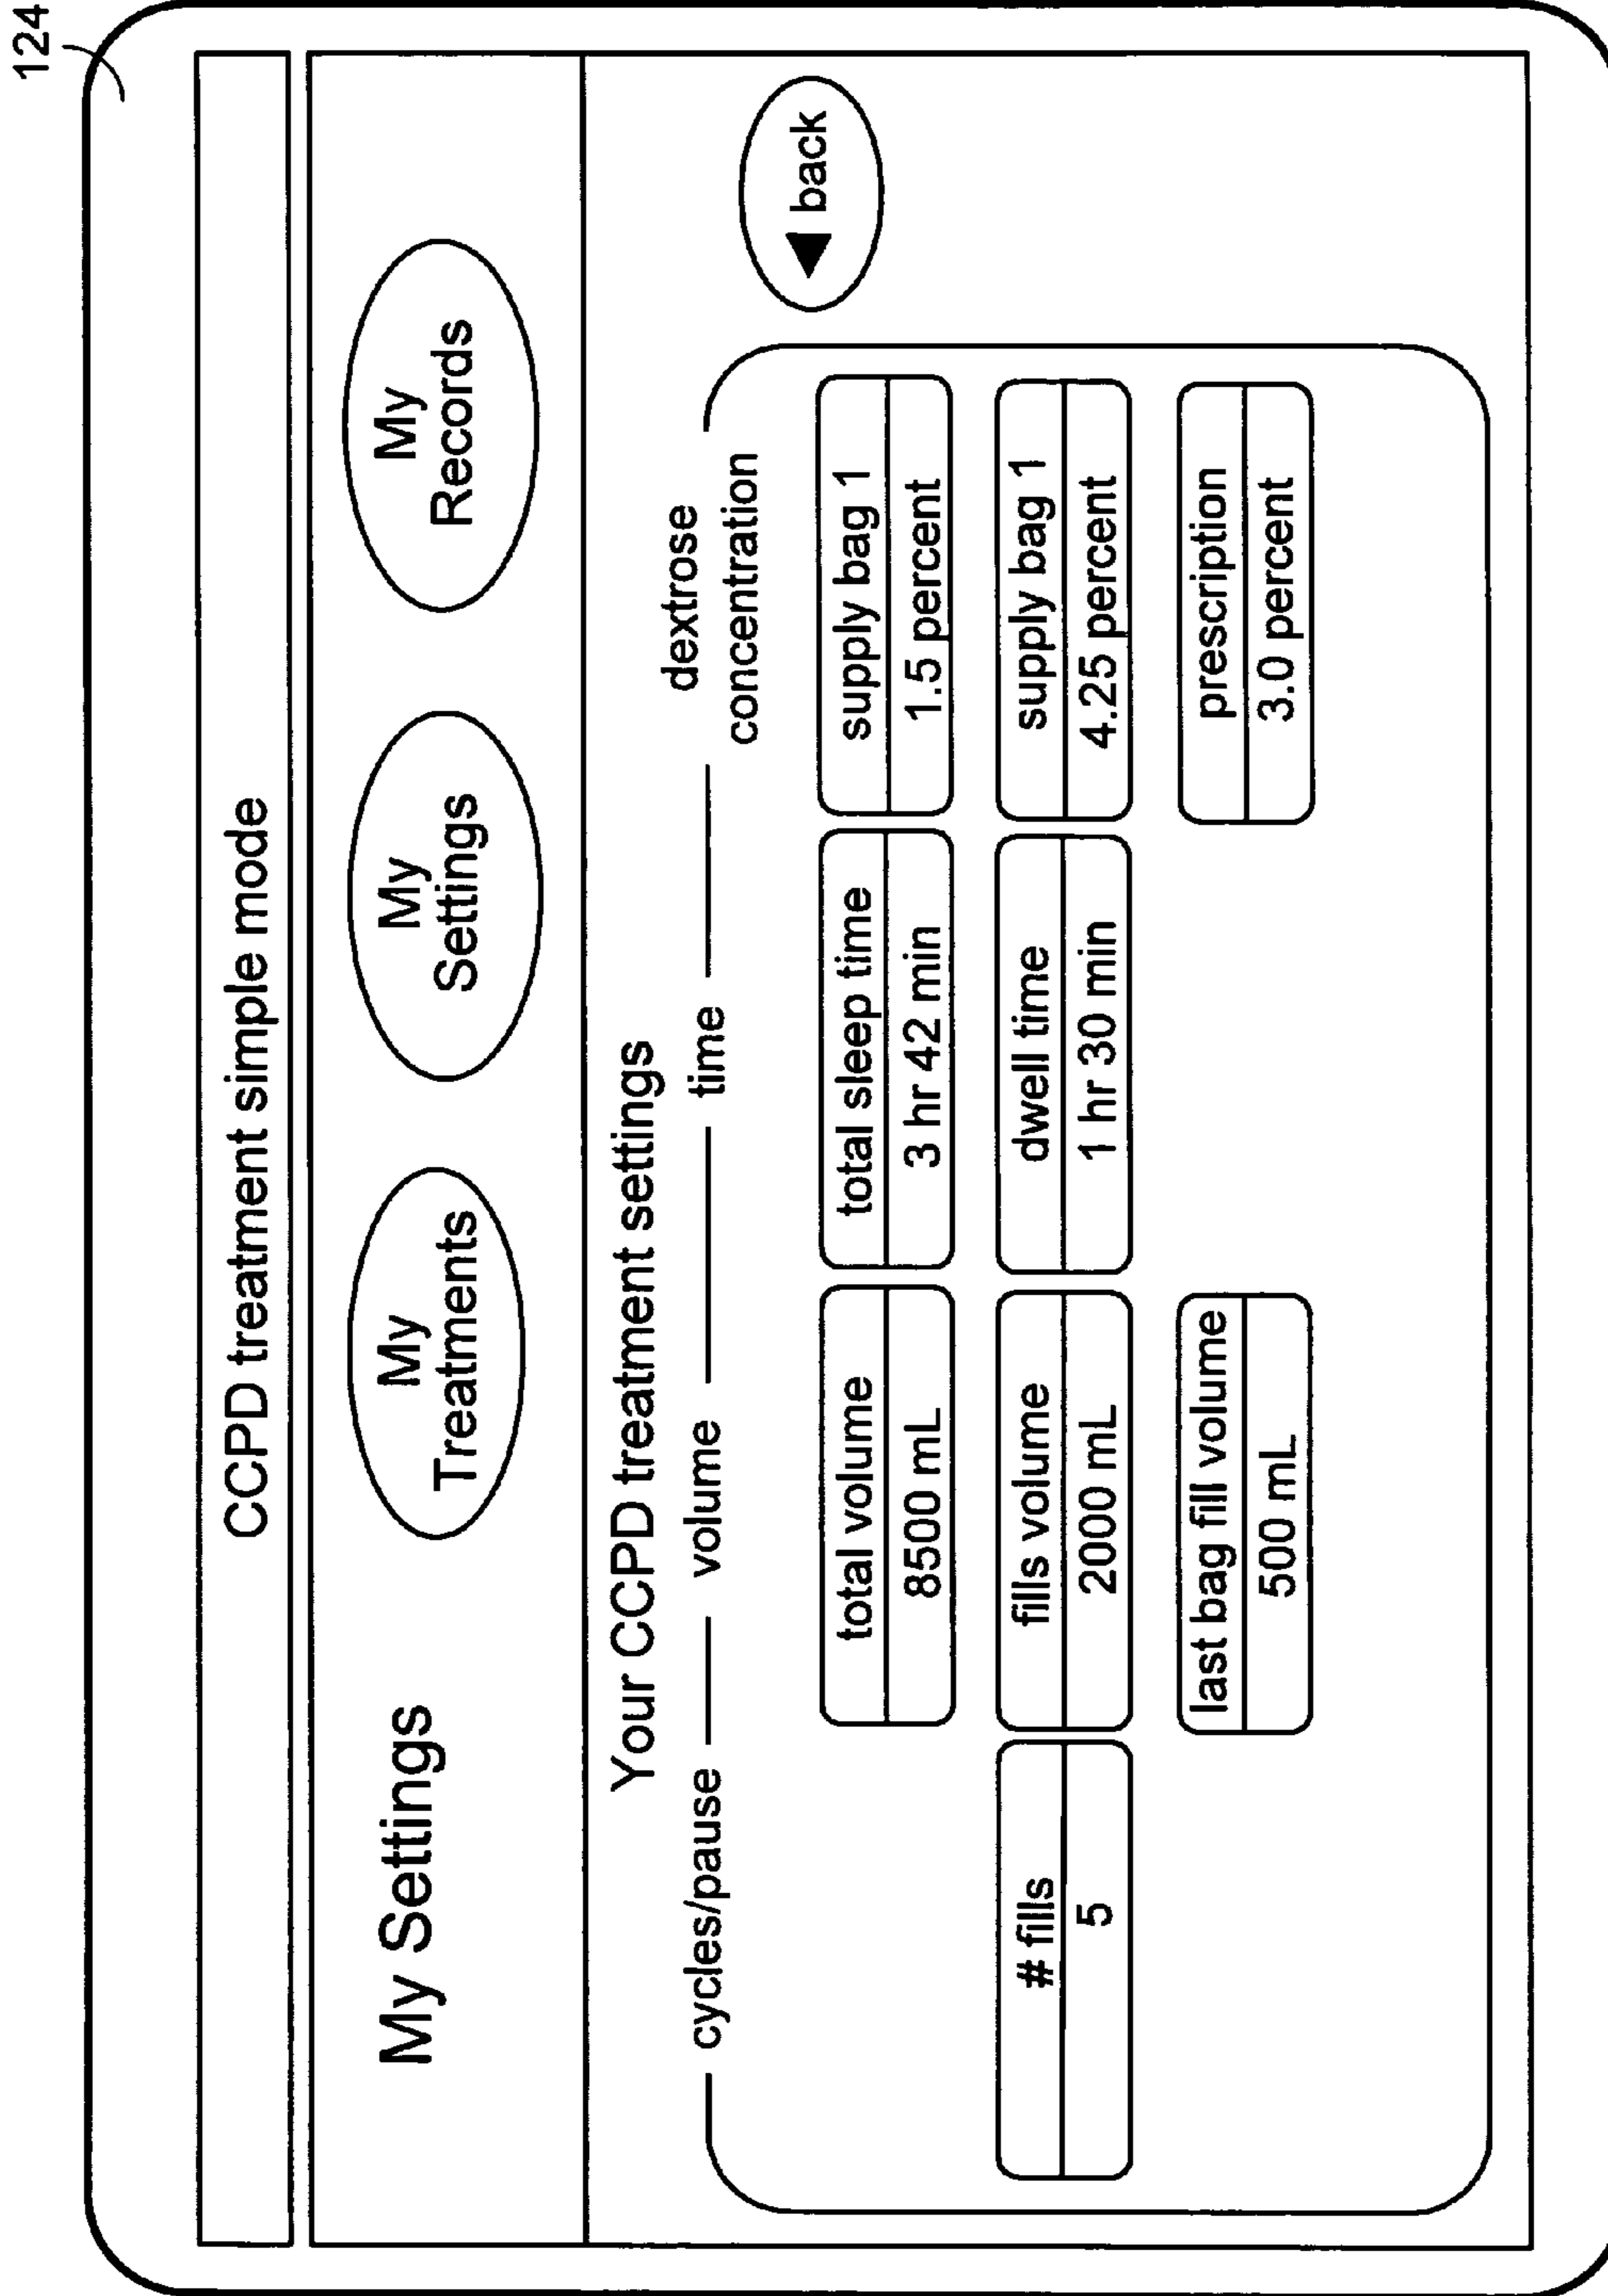 124
CCPD treatment simple mode
My Settings
My
Treatments
My
Settings
My
Records
Your CCPD treatment settings
cycles/pause
volume
time
dextrose
concentration
back
total volume
8500 mL
total sleep time
3 hr 42 min
supply bag 1
1.5 percent
# fills
5
fills volume
2000 mL
dwell time
1 hr 30 min
supply bag 1
4.25 percent
last bag fill volume
500 mL
prescription
3.0 percent